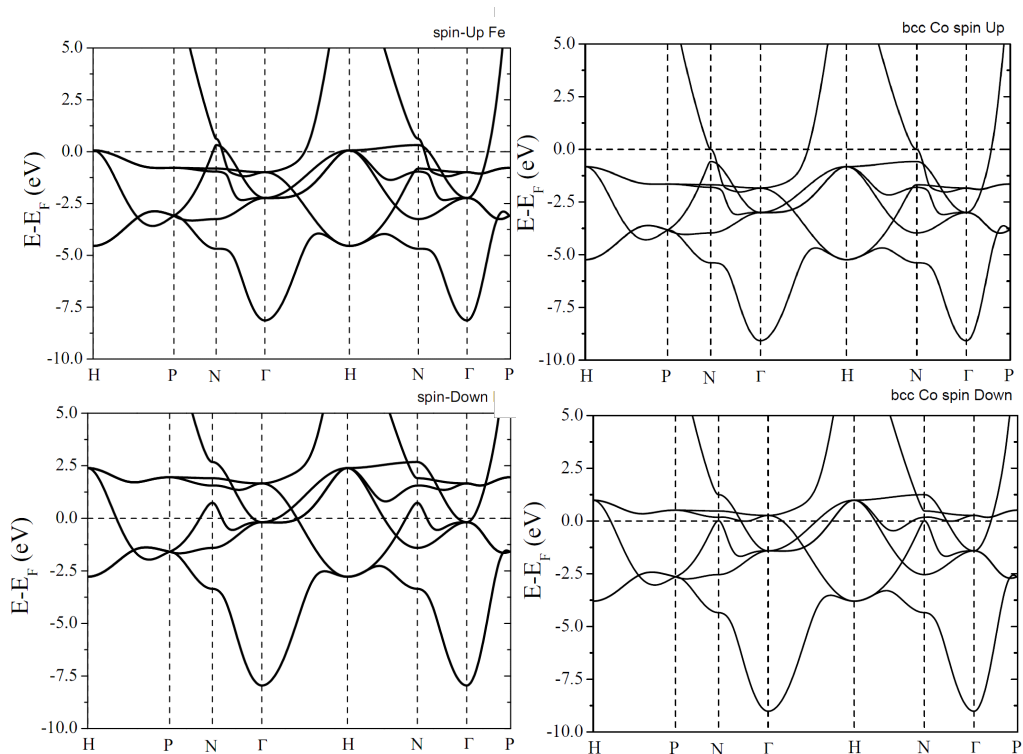 spin-Up Fe
5.0
2.5
0.0
-2.5
-5.0
-7.5
-10.0
E-E_F (eV)
H P N Γ H N Γ P
bcc Co spin Up
5.0
2.5
0.0
-2.5
-5.0
-7.5
-10.0
E-E_F (eV)
H P N Γ H N Γ P
spin-Down
5.0
2.5
0.0
-2.5
-5.0
-7.5
-10.0
E-E_F (eV)
H P N Γ H N Γ P
bcc Co spin Down
5.0
2.5
0.0
-2.5
-5.0
-7.5
-10.0
E-E_F (eV)
H P N Γ H N Γ P